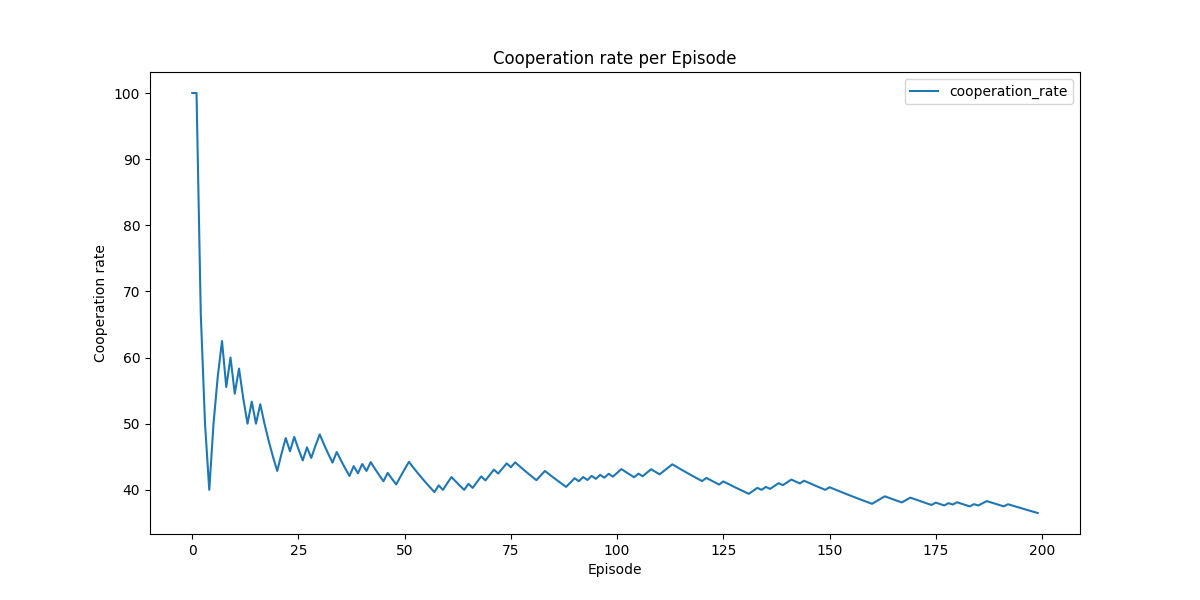 Cooperation rate per Episode
cooperation_rate
Cooperation rate
100
90
80
70
60
50
40
0 25 50 75 100 125 150 175 200
Episode